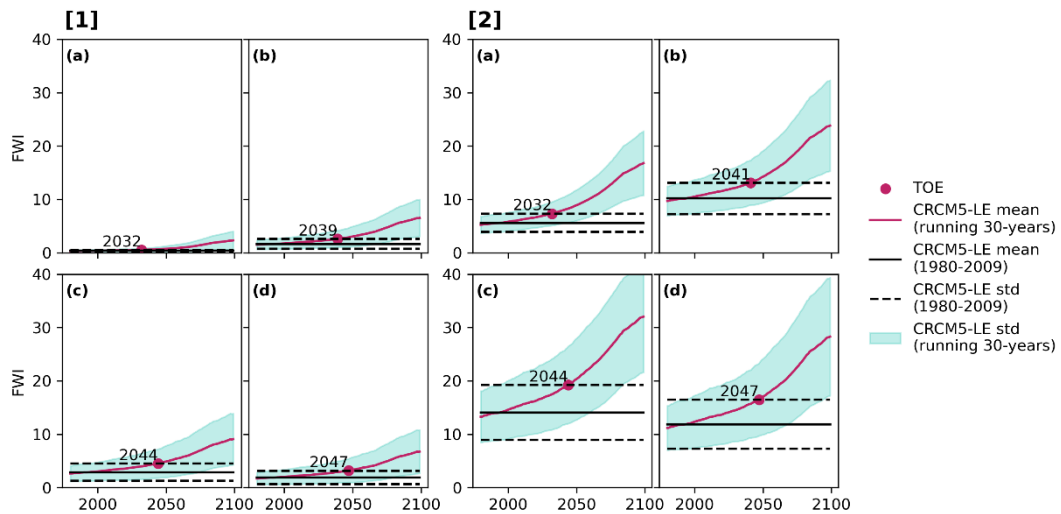 [1]
[2]
40
30
20
10
0
FWI
(a)
2032
(b)
2039
(a)
2032
(b)
2041
TOE
CRCM5-LE mean
(running 30-years)
CRCM5-LE mean
(1980-2009)
CRCM5-LE std
(1980-2009)
CRCM5-LE std
(running 30-years)
40
30
20
10
0
FWI
(c)
2044
(d)
2047
(c)
2044
(d)
2047
2000
2050
2100
2000
2050
2100
2000
2050
2100
2000
2050
2100